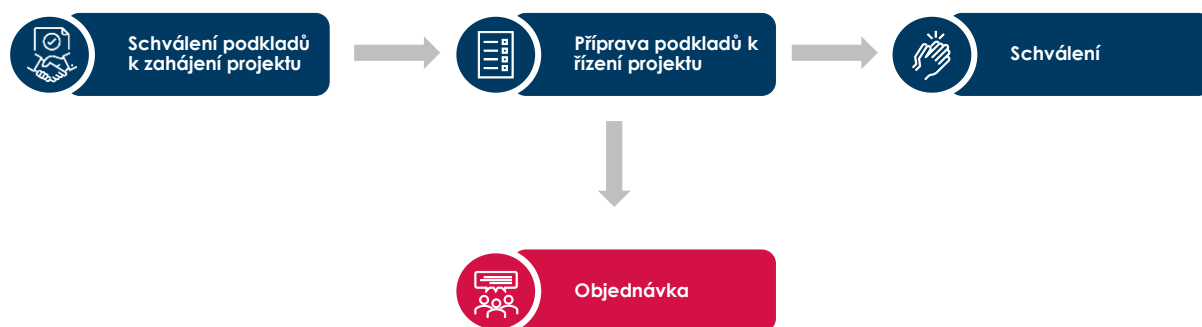 Schválení podkladů
k zahájení projektu
Příprava podkladů k
řízení projektu
Schválení
Objednávka